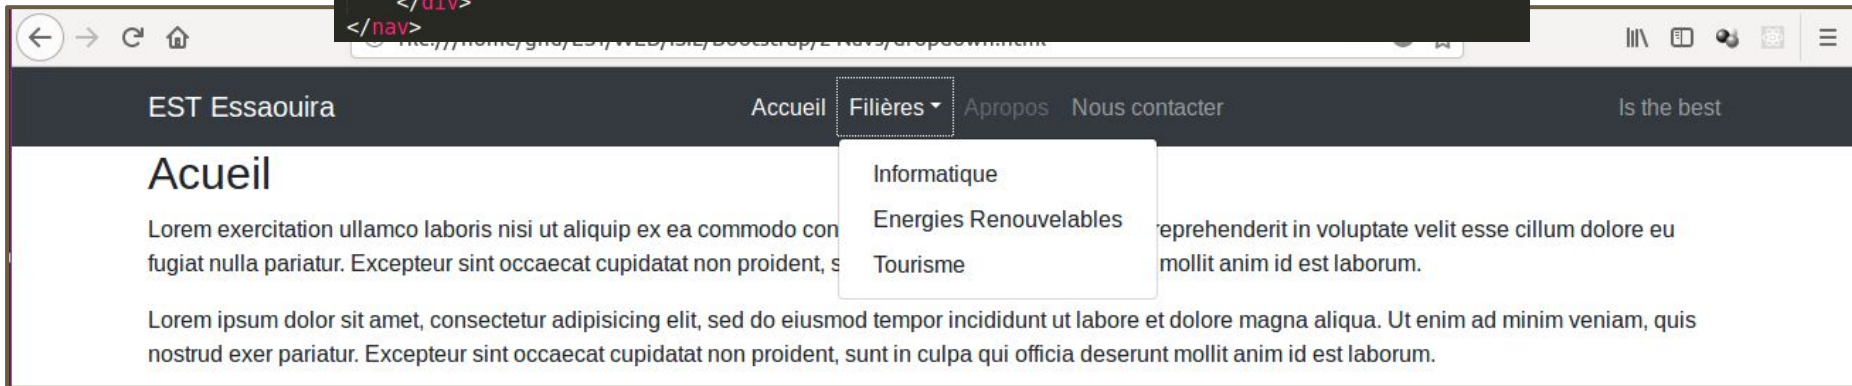 </div>
</nav>
EST Essaouira Accueil Filières Apropos Nous contacter Is the best
Acueil
Informatique
Energies Renouvelables
Tourisme
Lorem exercitation ullamco laboris nisi ut aliquip ex ea commodo con eprehenderit in voluptate velit esse cillum dolore eu
fugiat nulla pariatur. Excepteur sint occaecat cupidatat non proident, s mollit anim id est laborum.
Lorem ipsum dolor sit amet, consectetur adipisicing elit, sed do eiusmod tempor incididunt ut labore et dolore magna aliqua. Ut enim ad minim veniam, quis
nostrud exer pariatur. Excepteur sint occaecat cupidatat non proident, sunt in culpa qui officia deserunt mollit anim id est laborum.